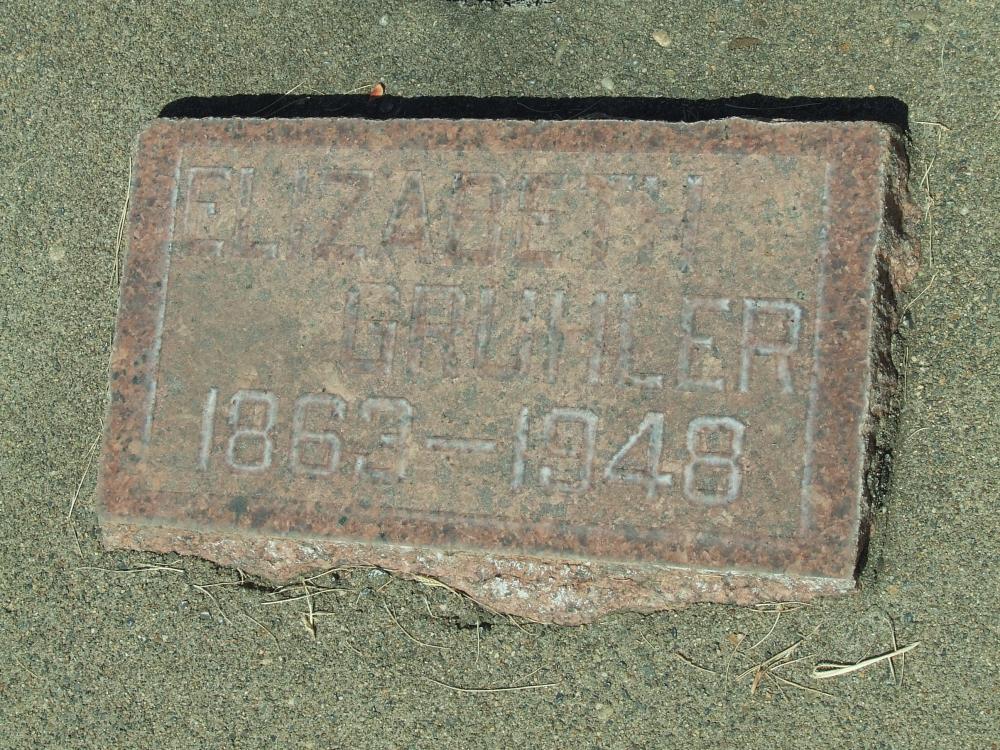 ELIZABETH
GRUHLER
1863-1948